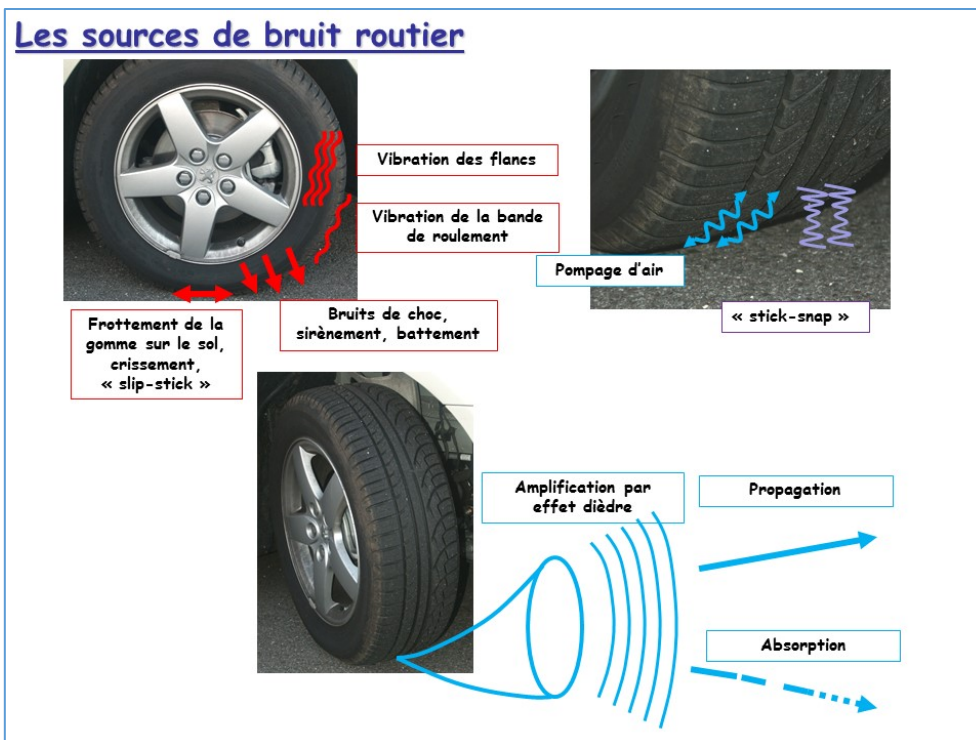 Les sources de bruit routier
Vibration des flancs
Vibration de la bande
de roulement
Bruits de choc,
sirènement, battement
Frottement de la
gomme sur le sol,
crissement,
« slip-stick »
Pompage d'air
« stick-snap »
Amplification par
effet dièdre
Propagation
Absorption